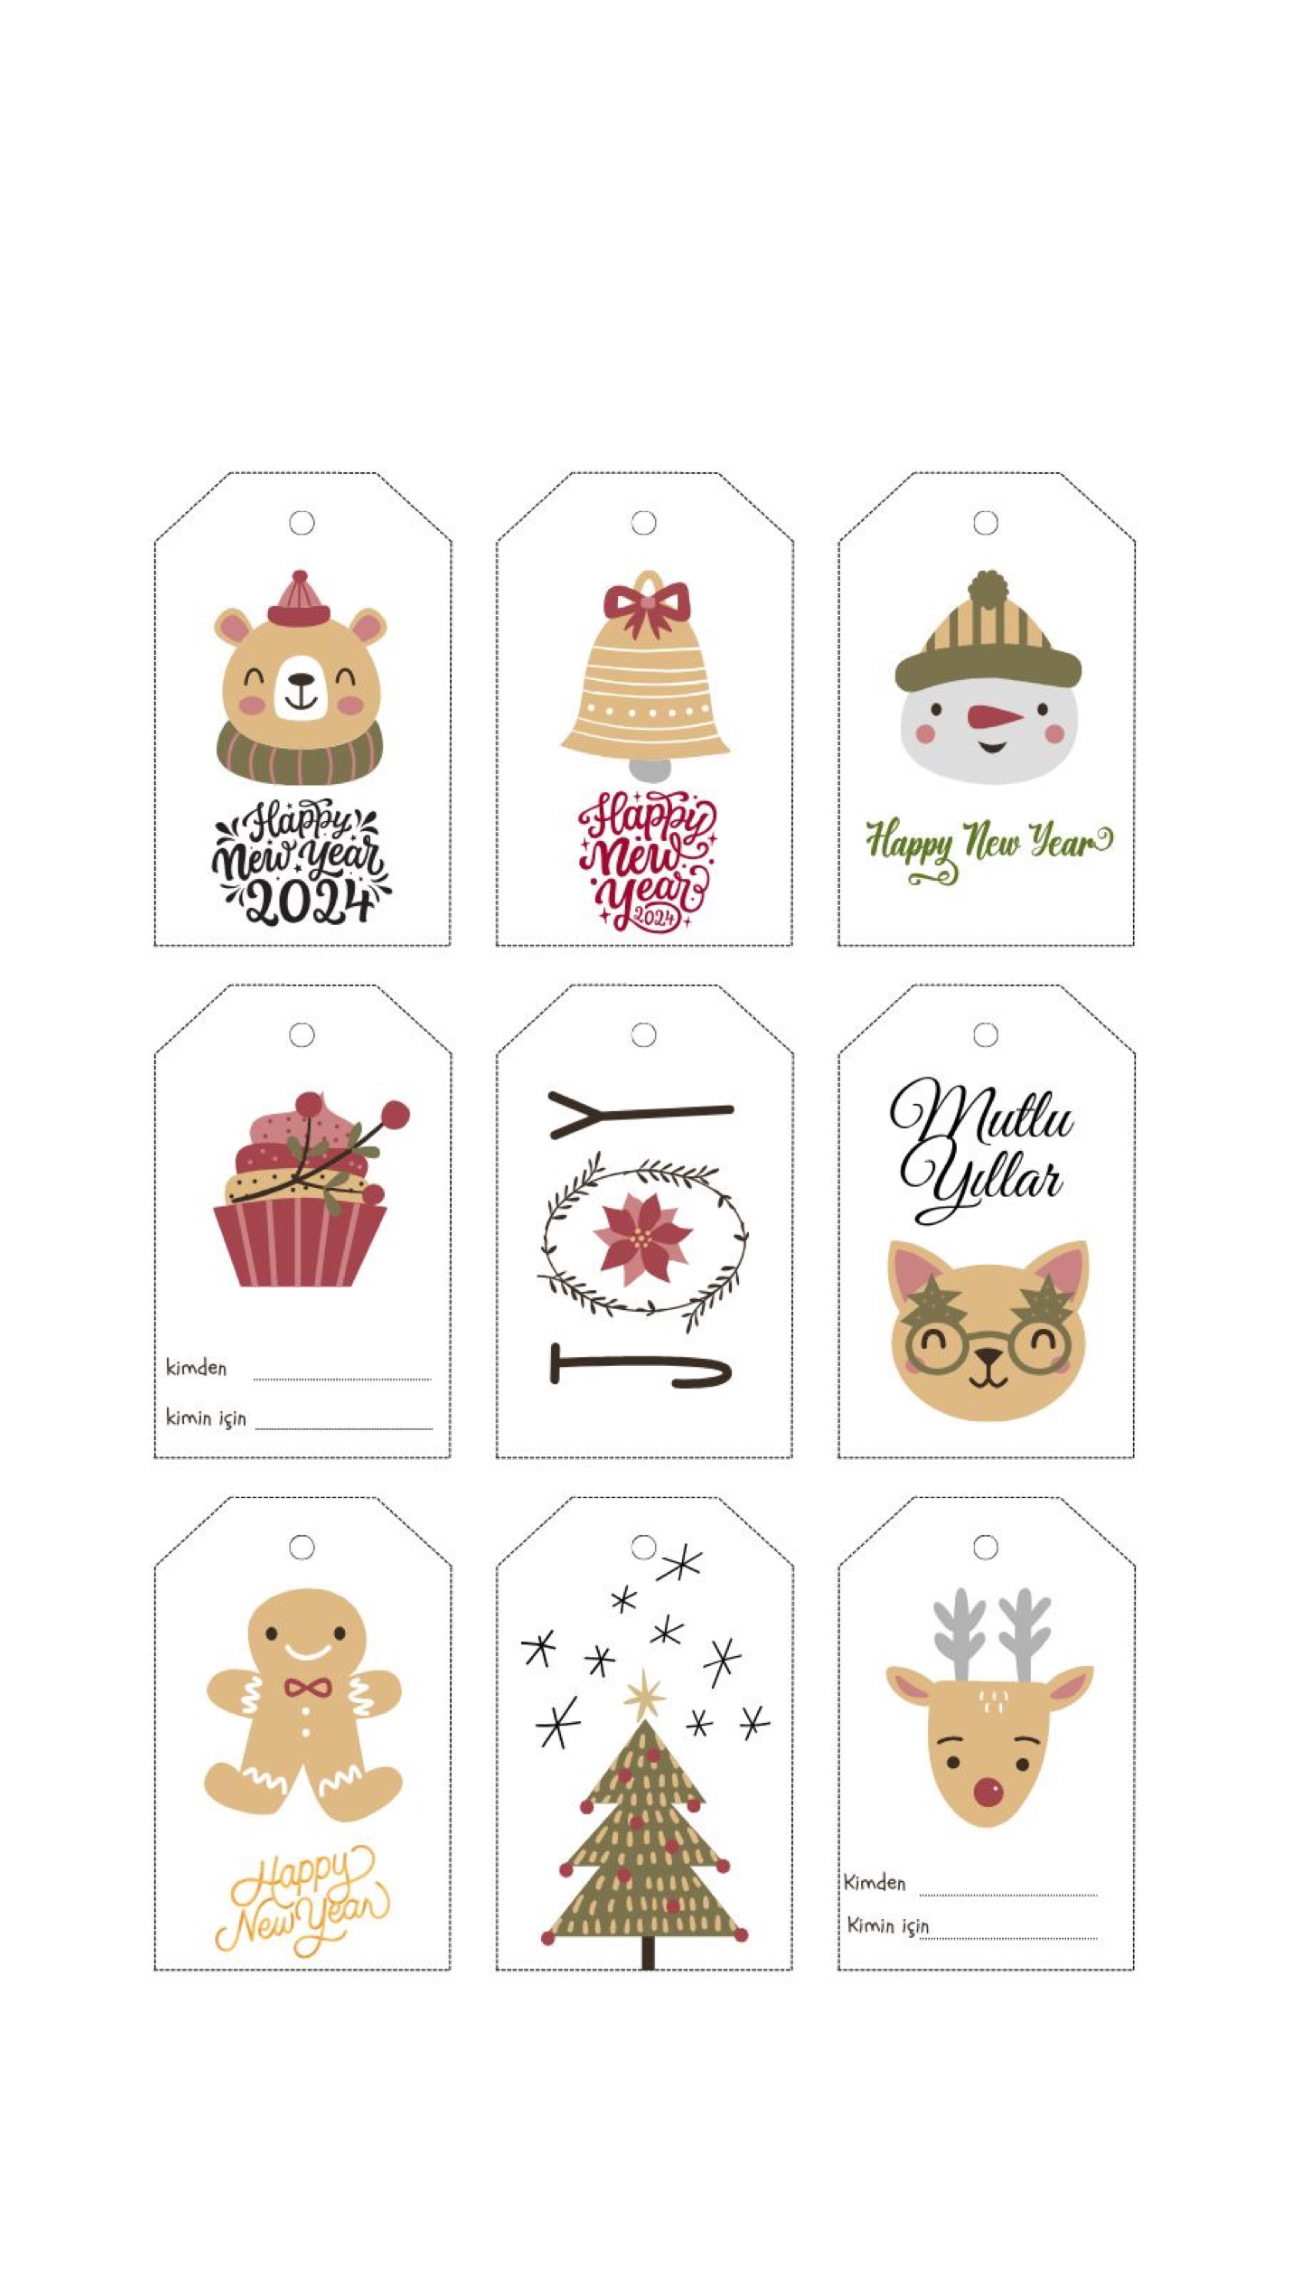 Happy
New Year
2024
Happy
New
Year
2024
Happy New Year
kimden
kimin için
JOY
Mutlu
Yıllar
Happy
New Year
Kimden
Kimin için